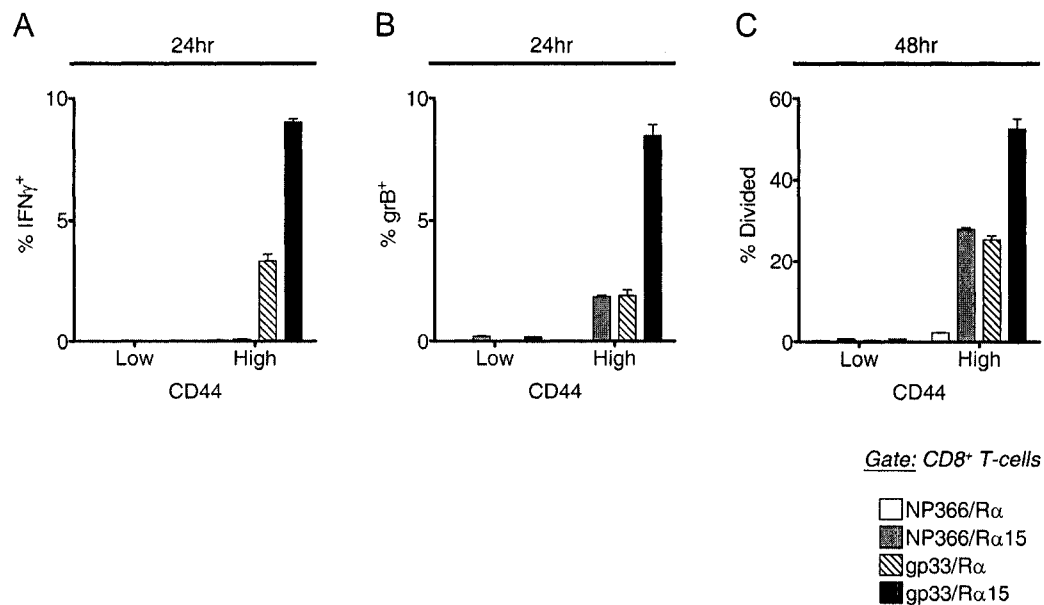 A
24hr
% IFNγ+
10
5
0
Low
High
CD44
B
24hr
% grB+
10
5
0
Low
High
CD44
C
48hr
% Divided
60
40
20
0
Low
High
CD44
Gate: CD8+ T-cells
NP366/Rα
NP366/Rα15
gp33/Rα
gp33/Rα15